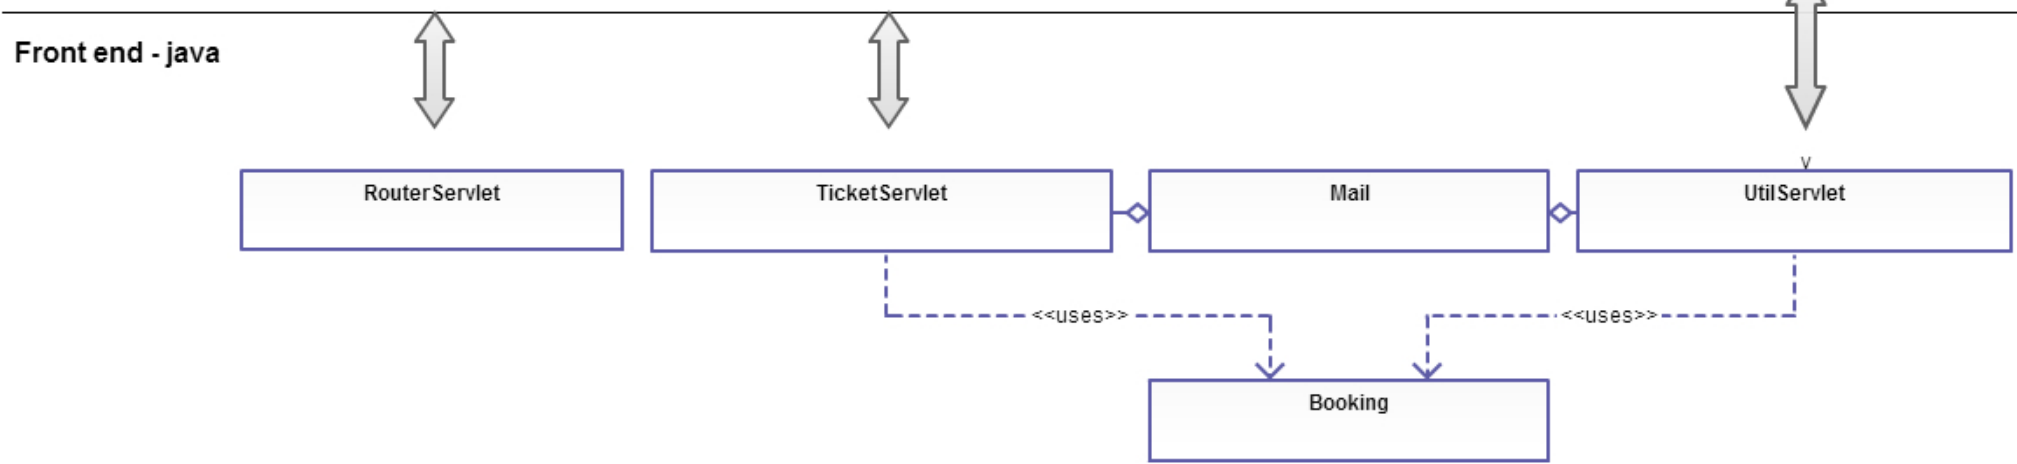 Front end - java
v
RouterServlet
TicketServlet
Mail
UtilServlet
<<uses>>
<<uses>>
Booking